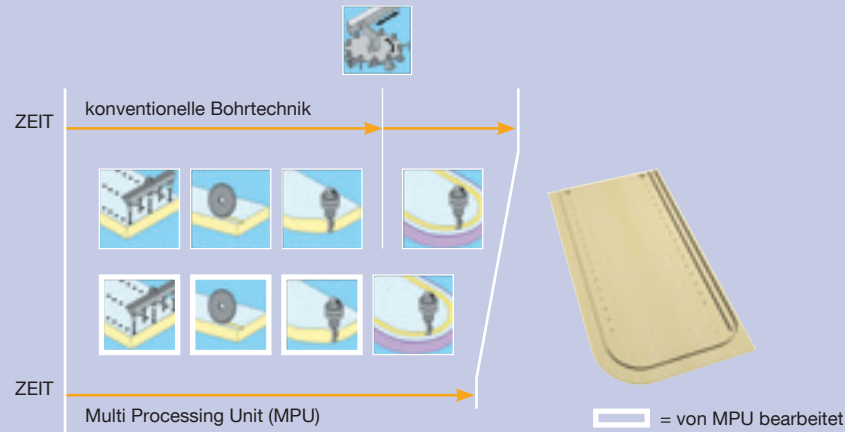 ZEIT
konventionelle Bohrtechnik
ZEIT
Multi Processing Unit (MPU)
= von MPU bearbeitet